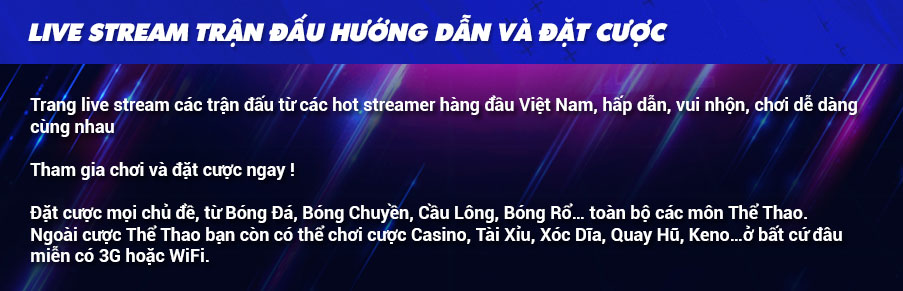 LIVE STREAM TRẬN ĐẤU HƯỚNG DẪN VÀ ĐẶT CƯỢC
Trang live stream các trận đấu từ các hot streamer hàng đầu Việt Nam, hấp dẫn, vui nhộn, chơi dễ dàng
cùng nhau
Tham gia chơi và đặt cược ngay !
Đặt cược mọi chủ đề, từ Bóng Đá, Bóng Chuyền, Cầu Lông, Bóng Rổ... toàn bộ các môn Thể Thao.
Ngoài cược Thể Thao bạn còn có thể chơi cược Casino, Tài Xỉu, Xóc Dĩa, Quay Hũ, Keno...ở bất cứ đâu
miễn có 3G hoặc WiFi.